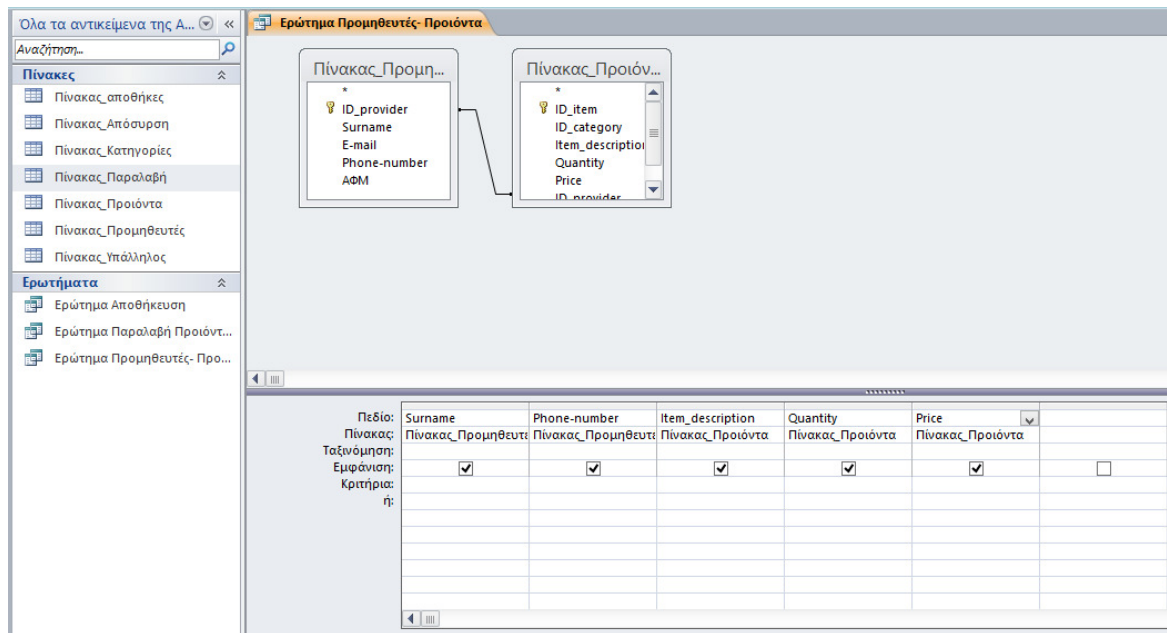 Όλα τα αντικείμενα της Α...
Αναζήτηση...
Πίνακες
Πίνακας_αποθήκες
Πίνακας_Απόσυρση
Πίνακας_Κατηγορίες
Πίνακας_Παραλαβή
Πίνακας_Προιόντα
Πίνακας_Προμηθευτές
Πίνακας_Υπάλληλος
Ερωτήματα
Ερώτημα Αποθήκευση
Ερώτημα Παραλαβή Προιόντ...
Ερώτημα Προμηθευτές- Προ...
Ερώτημα Προμηθευτές- Προιόντα
Πίνακας_Προμη...
*
ID_provider
Surname
E-mail
Phone-number
ΑΦΜ
Πίνακας_Προιόν...
*
ID_item
ID_category
Item_description
Quantity
Price
ID_provider
Πεδίο: Surname Phone-number Item_description Quantity Price
Πίνακας: Πίνακας_Προμηθευτέ Πίνακας_Προμηθευτέ Πίνακας_Προιόντα Πίνακας_Προιόντα Πίνακας_Προιόντα
Ταξινόμηση:
Εμφάνιση:
Κριτήρια:
ή: